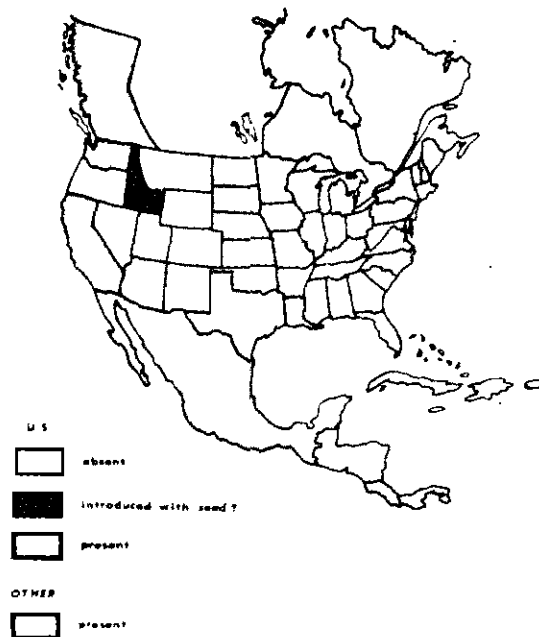 U S
absent
introduced with seed?
present
OTHER
present